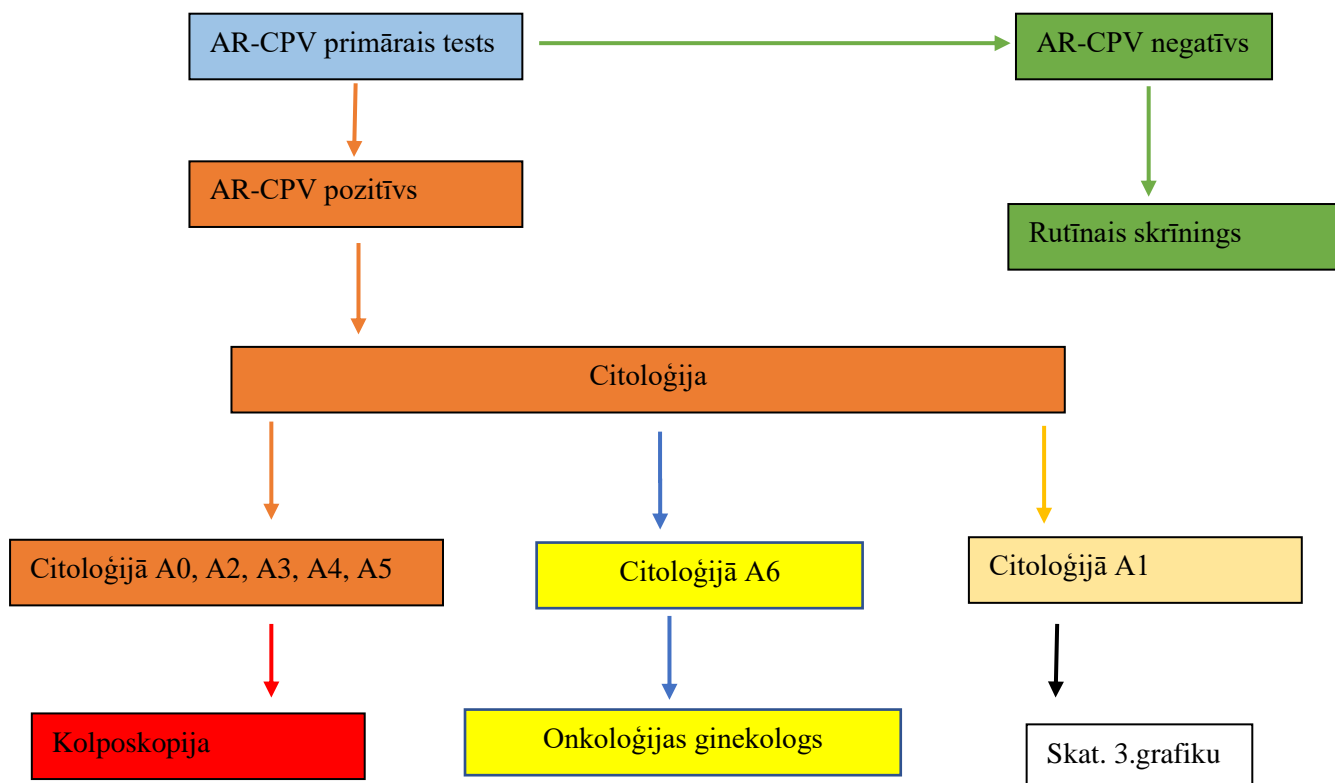 AR-CPV primārais tests
AR-CPV negatīvs
AR-CPV pozitīvs
Rutīnais skrīnings
Citoloģija
Citoloģijā A0, A2, A3, A4, A5
Citoloģijā A6
Citoloģijā A1
Kolposkopija
Onkoloģijas ginekologs
Skat. 3.grafiku